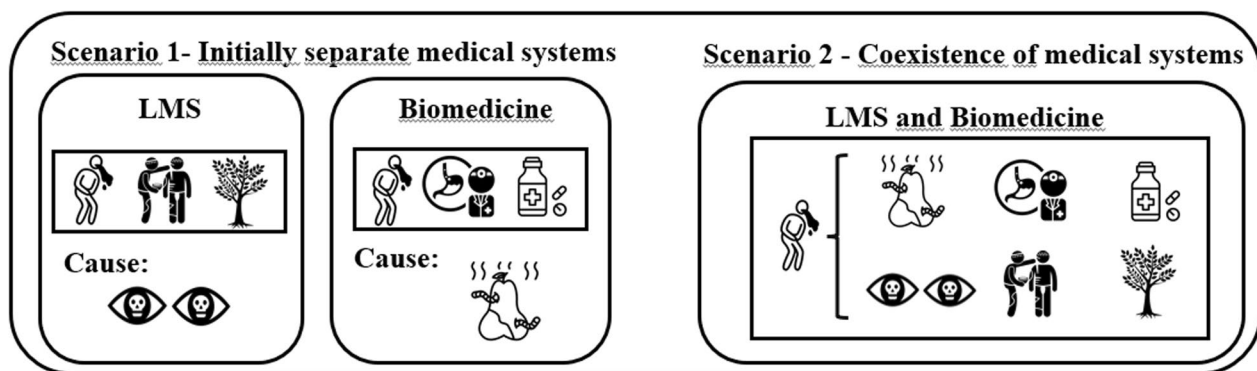 Scenario 1- Initially separate medical systems
LMS
Cause:
Biomedicine
Cause:
Scenario 2 - Coexistence of medical systems
LMS and Biomedicine